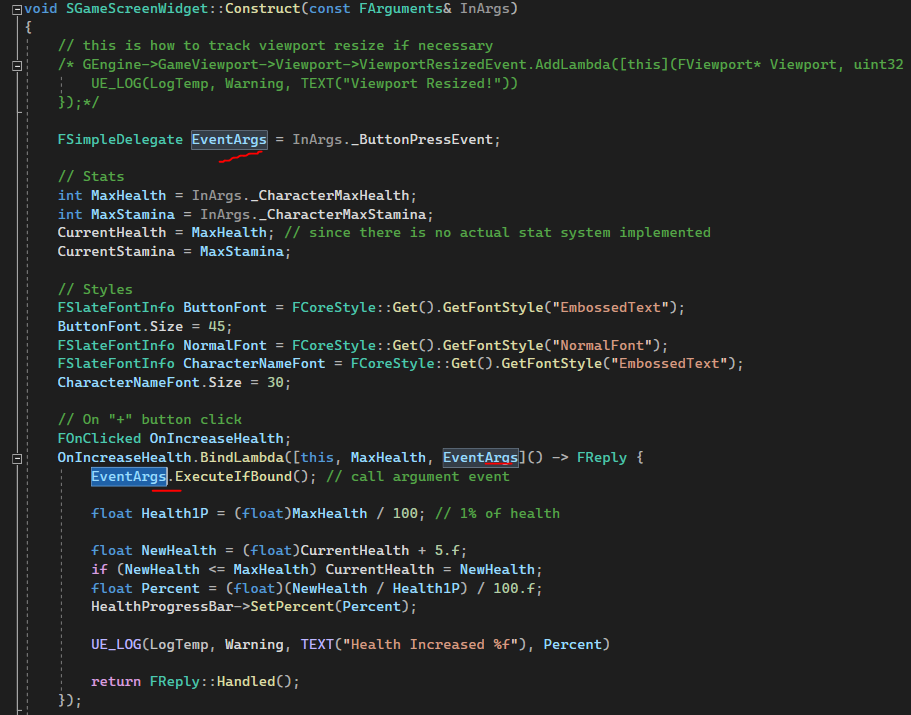 void SGameScreenWidget::Construct(const FArguments& InArgs)
{
// this is how to track viewport resize if necessary
/* GEngine->GameViewport->Viewport->ViewportResizedEvent.AddLambda([this](FViewport* Viewport, uint32
UE_LOG(LogTemp, Warning, TEXT("Viewport Resized!"))
});*/
FSimpleDelegate EventArgs = InArgs._ButtonPressEvent;
// Stats
int MaxHealth = InArgs._CharacterMaxHealth;
int MaxStamina = InArgs._CharacterMaxStamina;
CurrentHealth = MaxHealth; // since there is no actual stat system implemented
CurrentStamina = MaxStamina;
// Styles
FSlateFontInfo ButtonFont = FCoreStyle::Get().GetFontStyle("EmbossedText");
ButtonFont.Size = 45;
FSlateFontInfo NormalFont = FCoreStyle::Get().GetFontStyle("NormalFont");
FSlateFontInfo CharacterNameFont = FCoreStyle::Get().GetFontStyle("EmbossedText");
CharacterNameFont.Size = 30;
// On "+" button click
FOnClicked OnIncreaseHealth;
OnIncreaseHealth.BindLambda([this, MaxHealth, EventArgs]() -> FReply {
EventArgs.ExecuteIfBound(); // call argument event
float Health1P = (float)MaxHealth / 100; // 1% of health
float NewHealth = (float)CurrentHealth + 5.f;
if (NewHealth <= MaxHealth) CurrentHealth = NewHealth;
float Percent = (float)(NewHealth / Health1P) / 100.f;
HealthProgressBar->SetPercent(Percent);
UE_LOG(LogTemp, Warning, TEXT("Health Increased %f"), Percent)
return FReply::Handled();
});